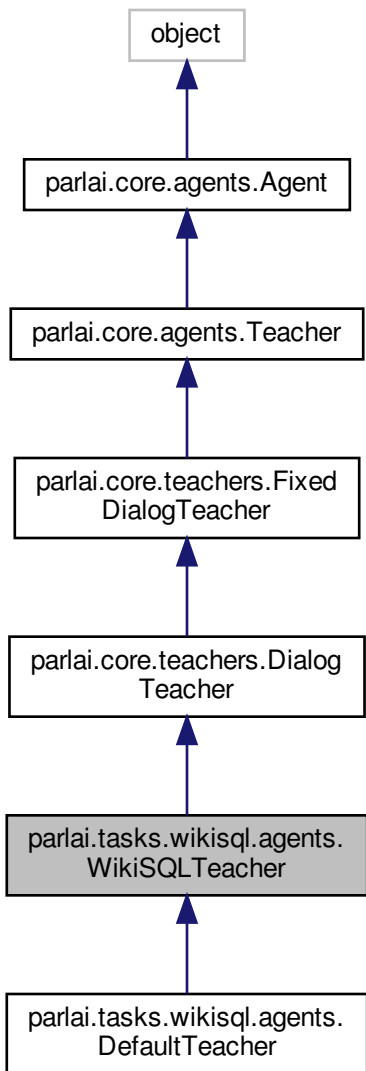 object
parlai.core.agents.Agent
parlai.core.agents.Teacher
parlai.core.teachers.Fixed
DialogTeacher
parlai.core.teachers.Dialog
Teacher
parlai.tasks.wikisql.agents.
WikiSQLTeacher
parlai.tasks.wikisql.agents.
DefaultTeacher